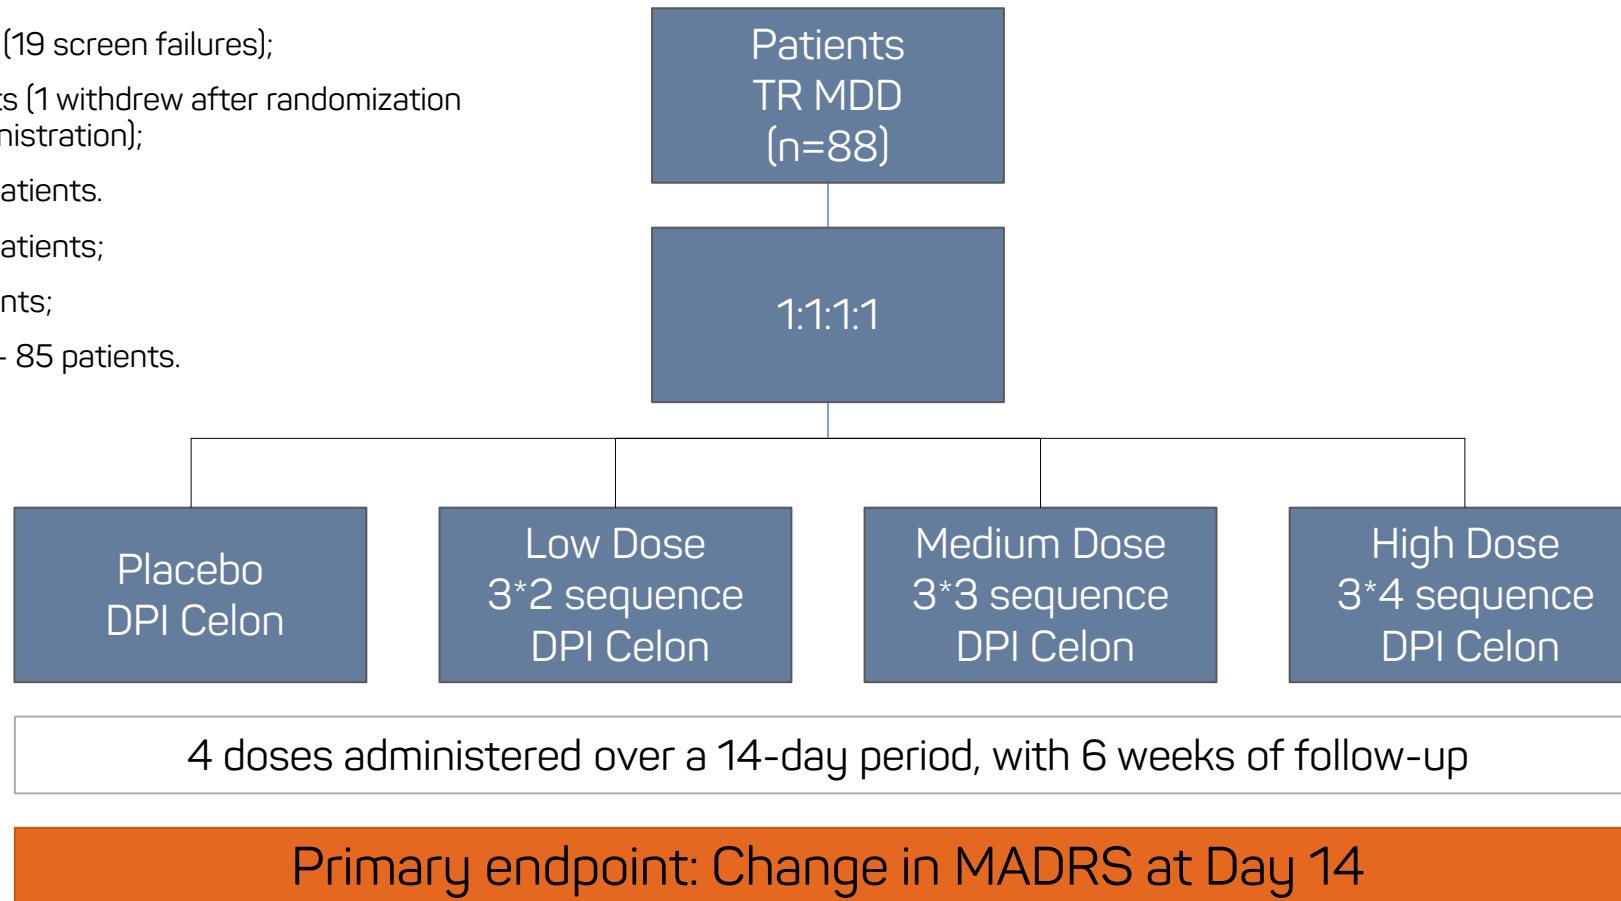 (19 screen failures);
ts (1 withdrew after randomization
nistration);
atients.
atients;
nts;
- 85 patients.
Patients
TR MDD
(n=88)
1:1:1:1
Placebo
DPI Celon
Low Dose
3*2 sequence
DPI Celon
Medium Dose
3*3 sequence
DPI Celon
High Dose
3*4 sequence
DPI Celon
4 doses administered over a 14-day period, with 6 weeks of follow-up
Primary endpoint: Change in MADRS at Day 14